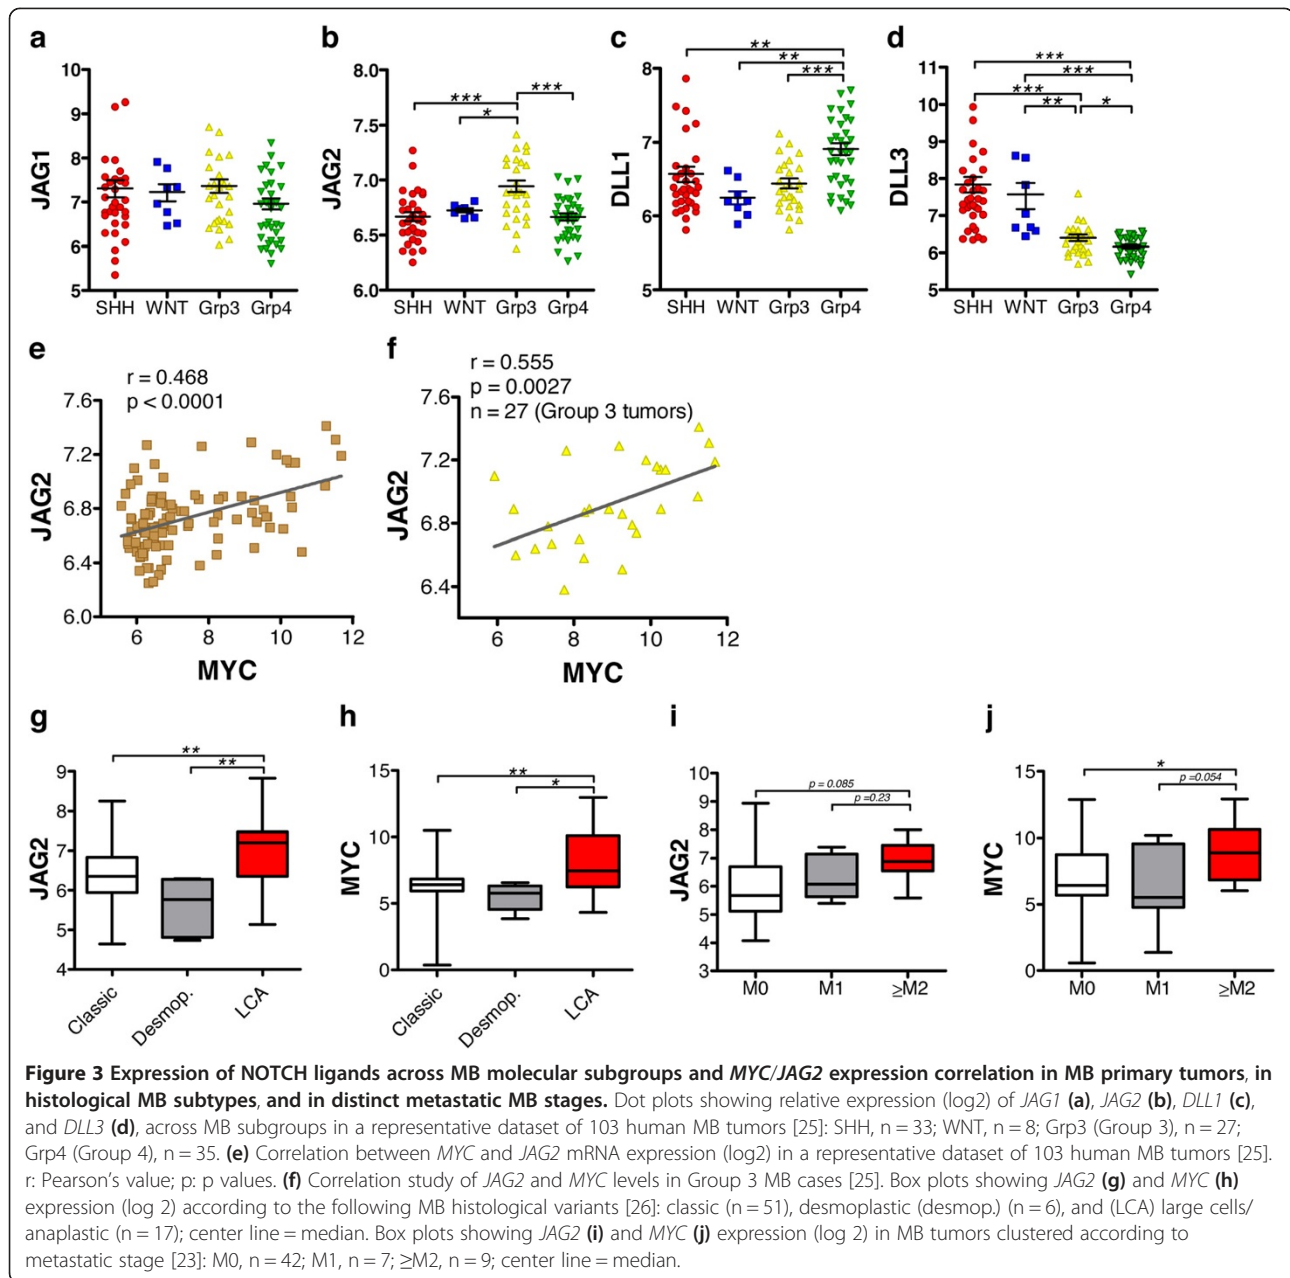 a
JAG1
10
9
8
7
6
5
SHH WNT Grp3 Grp4
b
JAG2
8.0
7.5
7.0
6.5
6.0
***
*
***
SHH WNT Grp3 Grp4
c
DLL1
8
7
6
5
**
**
***
SHH WNT Grp3 Grp4
d
DLL3
11
10
9
8
7
6
5
***
***
***
** *
SHH WNT Grp3 Grp4
e
r = 0.468
p < 0.0001
JAG2
7.6
7.2
6.8
6.4
6.0
6 8 10 12
MYC
f
r = 0.555
p = 0.0027
n = 27 (Group 3 tumors)
JAG2
7.6
7.2
6.8
6.4
6 8 10 12
MYC
g
JAG2
9
8
7
6
5
4
**
**
Classic Desmop. LCA
h
MYC
15
10
5
0
**
*
Classic Desmop. LCA
i
JAG2
10
9
8
7
6
5
4
3
p = 0.085
p =0.23
M0 M1 ≥M2
j
MYC
15
10
5
0
*
p =0.054
M0 M1 ≥M2
Figure 3 Expression of NOTCH ligands across MB molecular subgroups and MYC/JAG2 expression correlation in MB primary tumors, in
histological MB subtypes, and in distinct metastatic MB stages. Dot plots showing relative expression (log2) of JAG1 (a), JAG2 (b), DLL1 (c),
and DLL3 (d), across MB subgroups in a representative dataset of 103 human MB tumors [25]: SHH, n = 33; WNT, n = 8; Grp3 (Group 3), n = 27;
Grp4 (Group 4), n = 35. (e) Correlation between MYC and JAG2 mRNA expression (log2) in a representative dataset of 103 human MB tumors [25].
r: Pearson's value; p: p values. (f) Correlation study of JAG2 and MYC levels in Group 3 MB cases [25]. Box plots showing JAG2 (g) and MYC (h)
expression (log 2) according to the following MB histological variants [26]: classic (n = 51), desmoplastic (desmop.) (n = 6), and (LCA) large cells/
anaplastic (n = 17); center line = median. Box plots showing JAG2 (i) and MYC (j) expression (log 2) in MB tumors clustered according to
metastatic stage [23]: M0, n = 42; M1, n = 7; ≥M2, n = 9; center line = median.